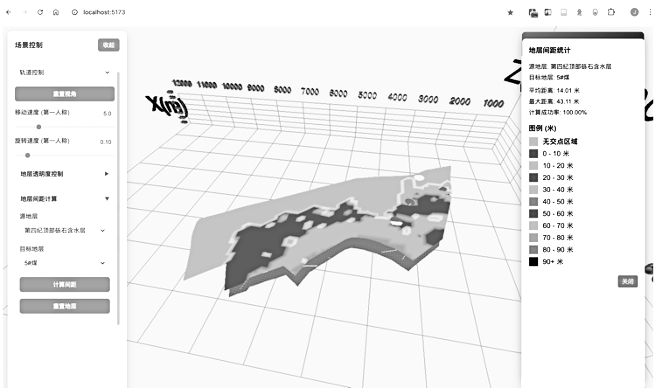 localhost:5173
场景控制
收起
轨道控制
重置视角
移动速度 (第一人称)
5.0
旋转速度 (第一人称)
0.10
地层透明度控制
地层间距计算
源地层
第四纪顶部砾石含水层
目标地层
5#煤
计算间距
重置地层
X(m)
12000 11000 10000 9000 8000 7000 6000 5000 4000 3000 2000 1000
地层间距统计
源地层: 第四纪顶部砾石含水层
目标地层: 5#煤
平均距离: 14.01 米
最大距离: 43.11 米
计算成功率: 100.00%
图例 (米)
无交点区域
0 - 10 米
10 - 20 米
20 - 30 米
30 - 40 米
40 - 50 米
50 - 60 米
60 - 70 米
70 - 80 米
80 - 90 米
90+ 米
关闭